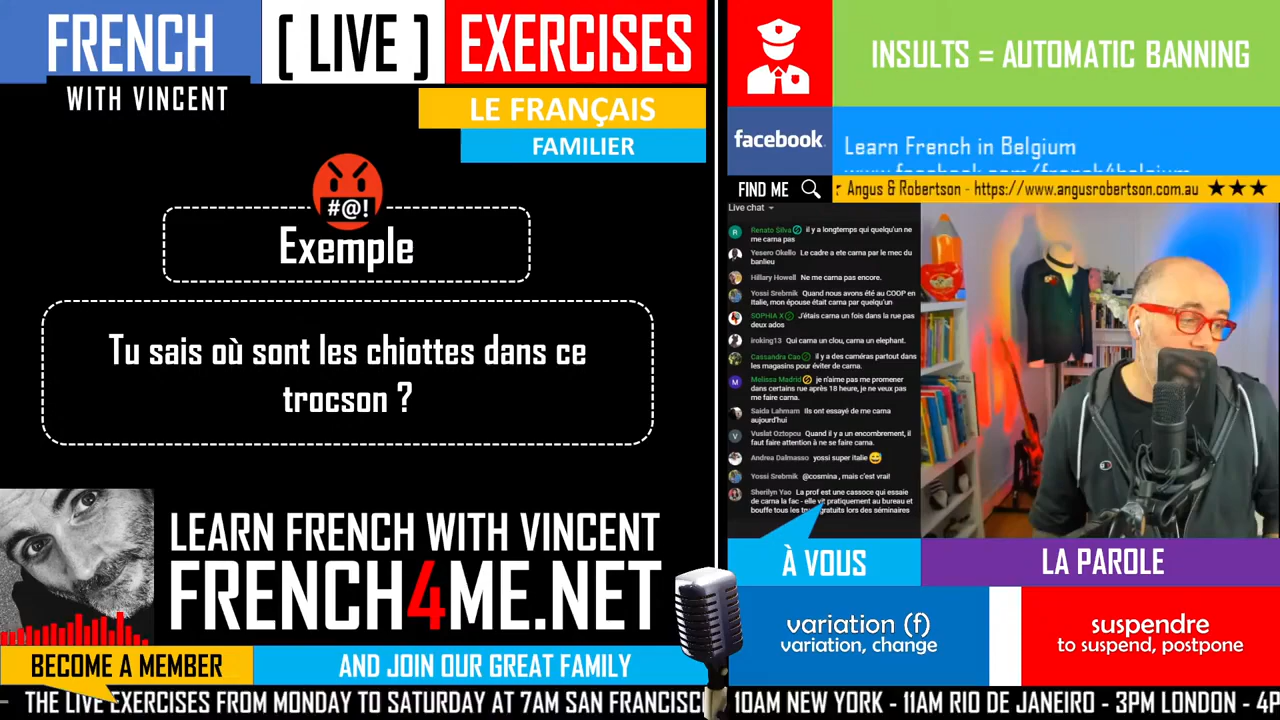 FRENCH
WITH VINCENT
[ LIVE ]
EXERCISES
LE FRANÇAIS
FAMILIER
#@!
Exemple
Tu sais où sont les chiottes dans ce
trocson ?
LEARN FRENCH WITH VINCENT
FRENCH4ME.NET
BECOME A MEMBER
AND JOIN OUR GREAT FAMILY
INSULTS = AUTOMATIC BANNING
facebook.
Learn French in Belgium
www.facebook.com/french4belgium
FIND ME
Angus & Robertson - https://www.angusrobertson.com.au ★★★
Live chat
R
Renato Silva il y a longtemps qui quelqu'un ne
me carna pas
Yesero Okello Le cadre a ete carna par le mec du
banlieu
Hillary Howell Ne me carna pas encore.
Yossi Srebrnik Quand nous avons été au COOP en
Italie, mon épouse était carna par quelqu'un
SOPHIA X J'étais carna un fois dans la rue pas
deux ados
iroking13 Qui carna un clou, carna un elephant.
Cassandra Cao il y a des caméras partout dans
les magasins pour éviter de carna.
M
Melissa Madrid je n'aime pas me promener
dans certains rue après 18 heure, je ne veux pas
me faire carna.
Saida Lahmam Ils ont essayé de me carna
aujourd'hui
V
Vuslat Oztopcu Quand il y a un encombrement, il
faut faire attention à ne se faire carna.
Andrea Dalmasso yossi super italie
Yossi Srebrnik @cosmina , mais c'est vrai!
Sherilyn Yao La prof est une cassoce qui essaie
de carna la fac - elle vit pratiquement au bureau et
bouffe tous les gratuits lors des séminaires
À VOUS
LA PAROLE
variation (f)
variation, change
suspendre
to suspend, postpone
THE LIVE EXERCISES FROM MONDAY TO SATURDAY AT 7AM SAN FRANCISC 10AM NEW YORK - 11AM RIO DE JANEIRO - 3PM LONDON - 4P